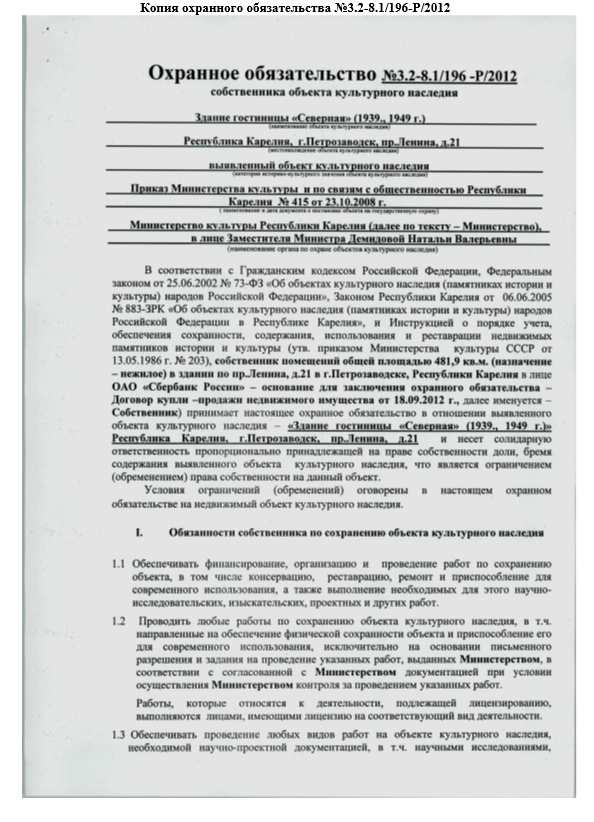 Копия охранного обязательства №3.2-8.1/196-Р/2012
Охранное обязательство №3.2-8.1/196 -Р/2012
собственника объекта культурного наследия
Здание гостиницы «Северная» (1939., 1949 г.)
(наименование объекта культурного наследия)
Республика Карелия, г.Петрозаводск, пр.Ленина, д.21
(местонахождение объекта культурного наследия)
выявленный объект культурного наследия
(категория историко-культурного значения объекта культурного наследия)
Приказ Министерства культуры и по связям с общественностью Республики
Карелия № 415 от 23.10.2008 г.
( наименование и дата документа о постановке объекта на государственную охрану)
Министерство культуры Республики Карелия (далее по тексту – Министерство),
в лице Заместителя Министра Демидовой Натальи Валерьевны
(наименование органа по охране объектов культурного наследия)
В соответствии с Гражданским кодексом Российской Федерации, Федеральным
законом от 25.06.2002 № 73-ФЗ «Об объектах культурного наследия (памятниках истории и
культуры) народов Российской Федерации», Законом Республики Карелия от 06.06.2005
№ 883-ЗРК «Об объектах культурного наследия (памятниках истории и культуры) народов
Российской Федерации в Республике Карелия», и Инструкцией о порядке учета,
обеспечения сохранности, содержания, использования и реставрации недвижимых
памятников истории и культуры (утв. приказом Министерства культуры СССР от
13.05.1986 г. № 203), собственник помещений общей площадью 481,9 кв.м. (назначение
– нежилое) в здании по пр.Ленина, д.21 в г.Петрозаводске, Республики Карелия в лице
ОАО «Сбербанк России» – основание для заключения охранного обязательства –
Договор купли –продажи недвижимого имущества от 18.09.2012 г., далее именуется –
Собственник) принимает настоящее охранное обязательство в отношении выявленного
объекта культурного наследия – «Здание гостиницы «Северная» (1939., 1949 г.)»
Республика Карелия, г.Петрозаводск, пр.Ленина, д.21 и несет солидарную
ответственность пропорционально принадлежащей на праве собственности доли, бремя
содержания выявленного объекта культурного наследия, что является ограничением
(обременением) права собственности на данный объект.
Условия ограничений (обременений) оговорены в настоящем охранном
обязательстве на недвижимый объект культурного наследия.
I. Обязанности собственника по сохранению объекта культурного наследия
1.1 Обеспечивать финансирование, организацию и проведение работ по сохранению
объекта, в том числе консервацию, реставрацию, ремонт и приспособление для
современного использования, а также выполнение необходимых для этого научно-
исследовательских, изыскательских, проектных и других работ.
1.2 Проводить любые работы по сохранению объекта культурного наследия, в т.ч.
направленные на обеспечение физической сохранности объекта и приспособление его
для современного использования, исключительно на основании письменного
разрешения и задания на проведение указанных работ, выданных Министерством, в
соответствии с согласованной с Министерством документацией при условии
осуществления Министерством контроля за проведением указанных работ.
Работы, которые относятся к деятельности, подлежащей лицензированию,
выполняются лицами, имеющими лицензию на соответствующий вид деятельности.
1.3 Обеспечивать проведение любых видов работ на объекте культурного наследия,
необходимой научно-проектной документацией, в т.ч. научными исследованиями,